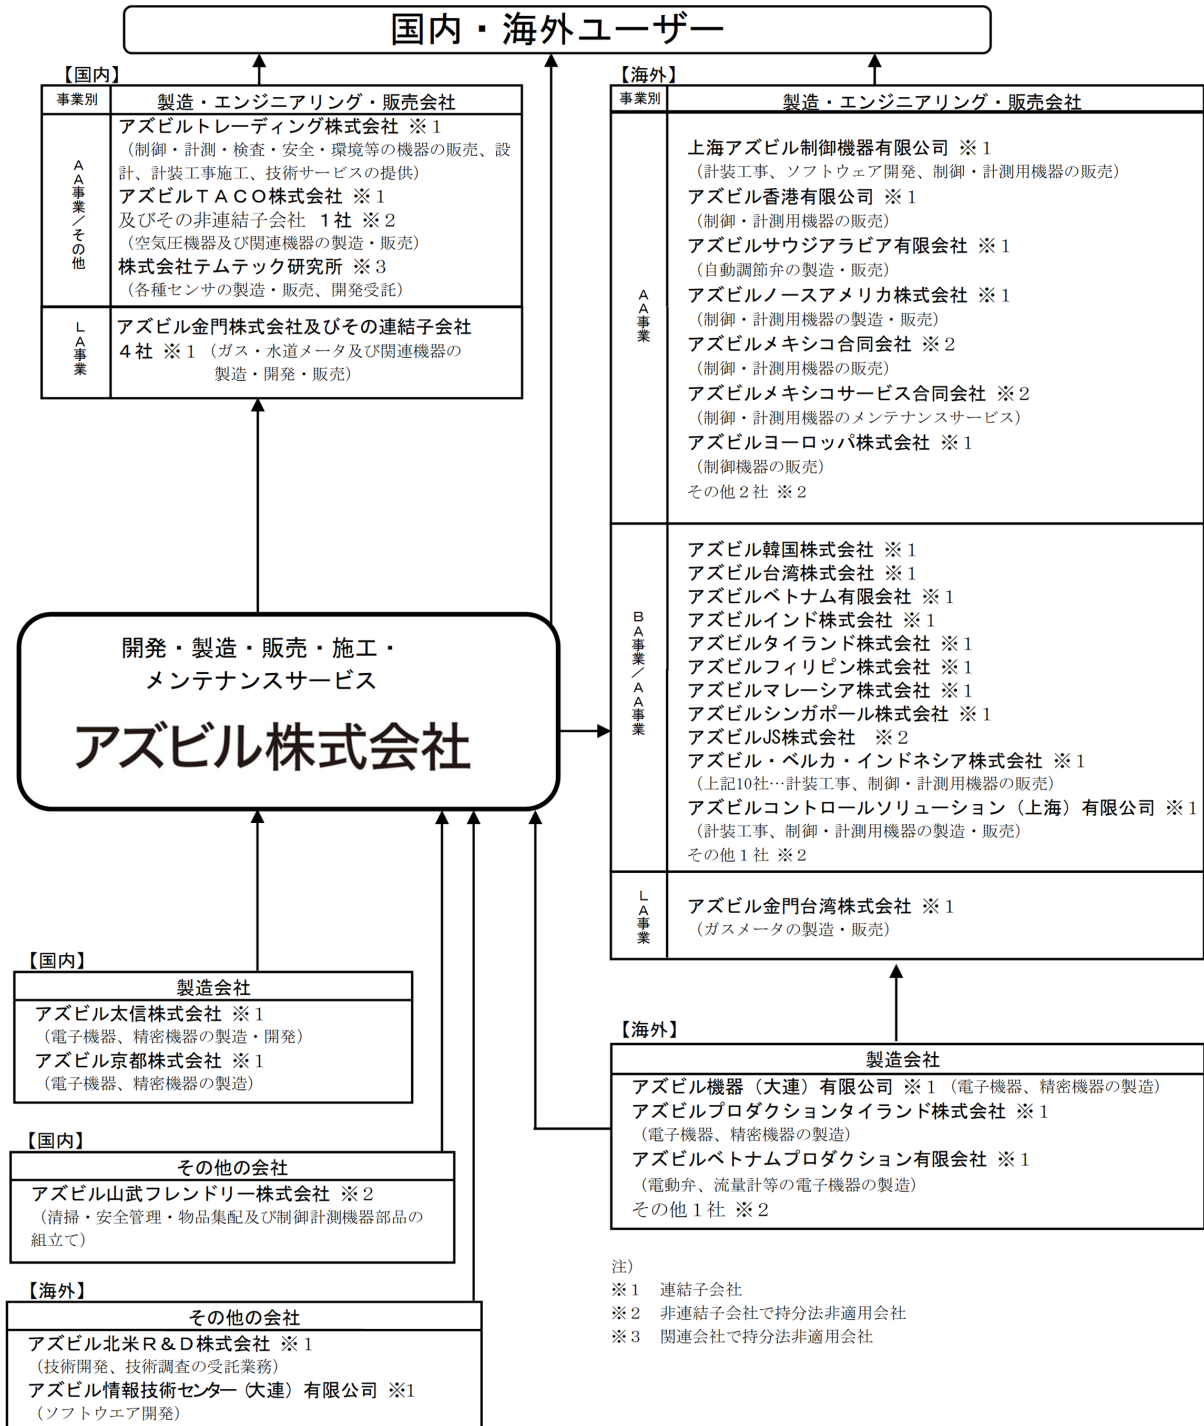 国内・海外ユーザー
【国内】
事業別
製造・エンジニアリング・販売会社
ＡＡ事業／その他
アズビルトレーディング株式会社 ※１
（制御・計測・検査・安全・環境等の機器の販売、設
計、計装工事施工、技術サービスの提供）
アズビルＴＡＣＯ株式会社 ※１
及びその非連結子会社 １社 ※２
（空気圧機器及び関連機器の製造・販売）
株式会社テムテック研究所 ※３
（各種センサの製造・販売、開発受託）
ＬＡ事業
アズビル金門株式会社及びその連結子会社
４社 ※１（ガス・水道メータ及び関連機器の
製造・開発・販売）
【海外】
事業別
製造・エンジニアリング・販売会社
ＡＡ事業
上海アズビル制御機器有限公司 ※１
（計装工事、ソフトウェア開発、制御・計測用機器の販売）
アズビル香港有限公司 ※１
（制御・計測用機器の販売）
アズビルサウジアラビア有限会社 ※１
（自動調節弁の製造・販売）
アズビルノースアメリカ株式会社 ※１
（制御・計測用機器の製造・販売）
アズビルメキシコ合同会社 ※２
（制御・計測用機器の販売）
アズビルメキシコサービス合同会社 ※２
（制御・計測用機器のメンテナンスサービス）
アズビルヨーロッパ株式会社 ※１
（制御機器の販売）
その他２社 ※２
ＢＡ事業／ＡＡ事業
アズビル韓国株式会社 ※１
アズビル台湾株式会社 ※１
アズビルベトナム有限会社 ※１
アズビルインド株式会社 ※１
アズビルタイランド株式会社 ※１
アズビルフィリピン株式会社 ※１
アズビルマレーシア株式会社 ※１
アズビルシンガポール株式会社 ※１
アズビルJS株式会社 ※２
アズビル・ベルカ・インドネシア株式会社 ※１
（上記10社…計装工事、制御・計測用機器の販売）
アズビルコントロールソリューション（上海）有限公司 ※１
（計装工事、制御・計測用機器の製造・販売）
その他１社 ※２
ＬＡ事業
アズビル金門台湾株式会社 ※１
（ガスメータの製造・販売）
開発・製造・販売・施工・
メンテナンスサービス
アズビル株式会社
【国内】
製造会社
アズビル太信株式会社 ※１
（電子機器、精密機器の製造・開発）
アズビル京都株式会社 ※１
（電子機器、精密機器の製造）
【国内】
その他の会社
アズビル山武フレンドリー株式会社 ※２
（清掃・安全管理・物品集配及び制御計測機器部品の
組立て）
【海外】
その他の会社
アズビル北米Ｒ＆Ｄ株式会社 ※１
（技術開発、技術調査の受託業務）
アズビル情報技術センター（大連）有限公司 ※1
（ソフトウエア開発）
【海外】
製造会社
アズビル機器（大連）有限公司 ※１（電子機器、精密機器の製造）
アズビルプロダクションタイランド株式会社 ※１
（電子機器、精密機器の製造）
アズビルベトナムプロダクション有限会社 ※１
（電動弁、流量計等の電子機器の製造）
その他１社 ※２
注）
※１ 連結子会社
※２ 非連結子会社で持分法非適用会社
※３ 関連会社で持分法非適用会社